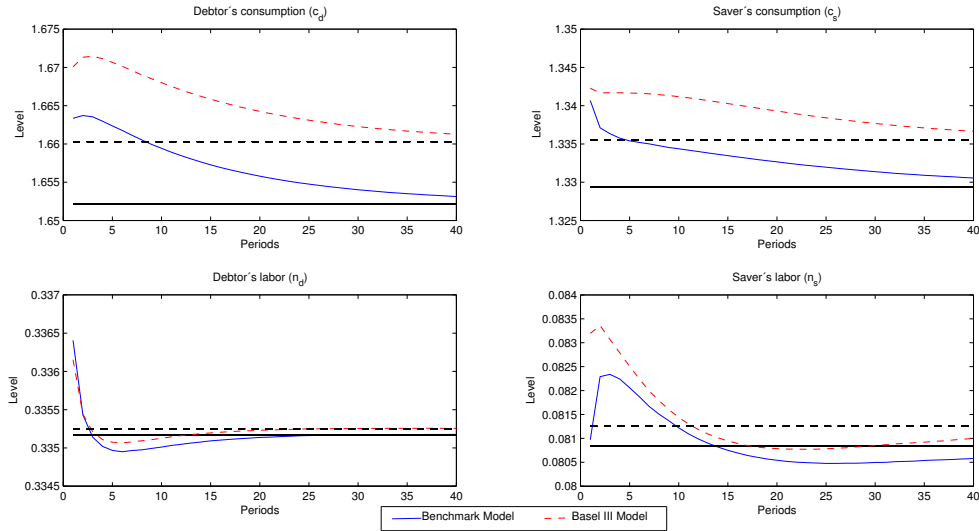 Debtor´s consumption (c_d)
Level
1.675
1.67
1.665
1.66
1.655
1.65
0 5 10 15 20 25 30 35 40
Periods
Saver´s consumption (c_s)
Level
1.35
1.345
1.34
1.335
1.33
1.325
0 5 10 15 20 25 30 35 40
Periods
Debtor´s labor (n_d)
Level
0.337
0.3365
0.336
0.3355
0.335
0.3345
0 5 10 15 20 25 30 35 40
Periods
Saver´s labor (n_s)
Level
0.084
0.0835
0.083
0.0825
0.082
0.0815
0.081
0.0805
0.08
0 5 10 15 20 25 30 35 40
Periods
Benchmark Model Basel III Model